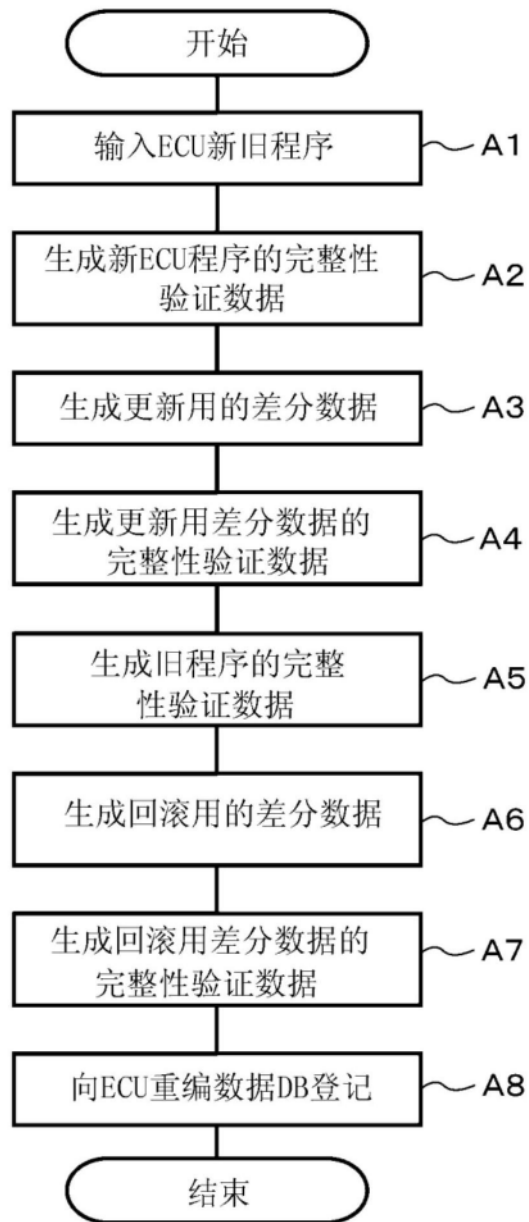 开始
输入ECU新旧程序
A1
生成新ECU程序的完整性
验证数据
A2
生成更新用的差分数据
A3
生成更新用差分数据的
完整性验证数据
A4
生成旧程序的完整
性验证数据
A5
生成回滚用的差分数据
A6
生成回滚用差分数据的
完整性验证数据
A7
向ECU重编数据DB登记
A8
结束